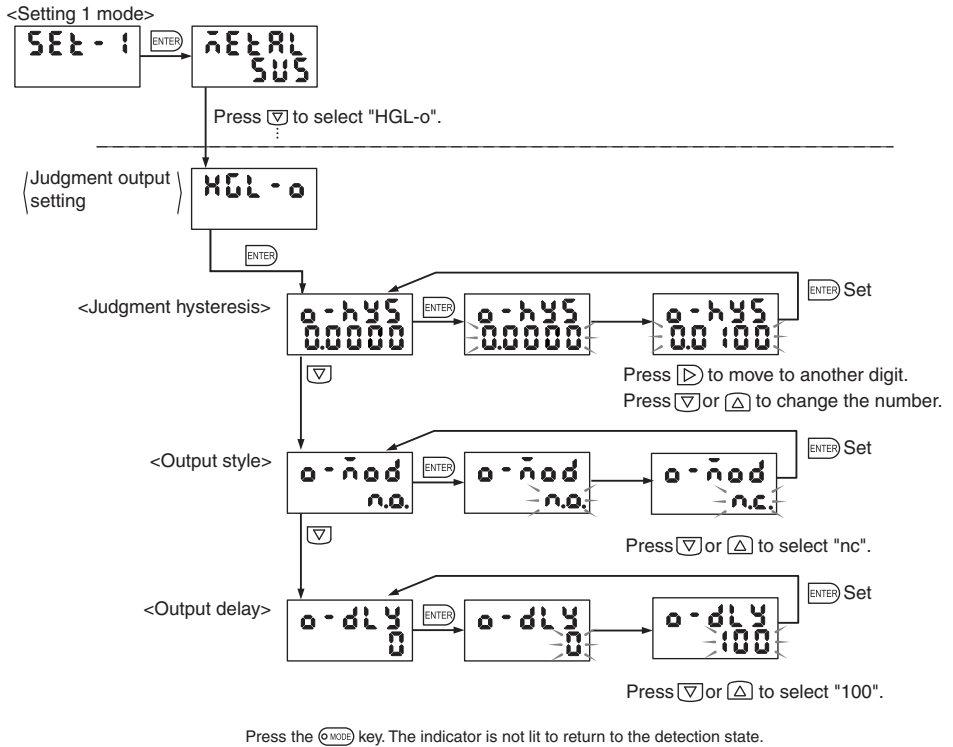 <Setting 1 mode>
SEt - 1
ENTER
mEtAL
SUS
Press ▽ to select "HGL-o".
Judgment output
setting
HGL - o
ENTER
<Judgment hysteresis>
o - hYS
0.0000
ENTER
o - hYS
0.0000
o - hYS
0.0100
ENTER Set
▽
Press ▷ to move to another digit.
Press ▽ or △ to change the number.
<Output style>
o - mod
n.o.
ENTER
o - mod
n.o.
o - mod
n.c.
ENTER Set
▽
Press ▽ or △ to select "nc".
<Output delay>
o - dLY
0
ENTER
o - dLY
0
o - dLY
100
ENTER Set
Press ▽ or △ to select "100".
Press the MODE key. The indicator is not lit to return to the detection state.